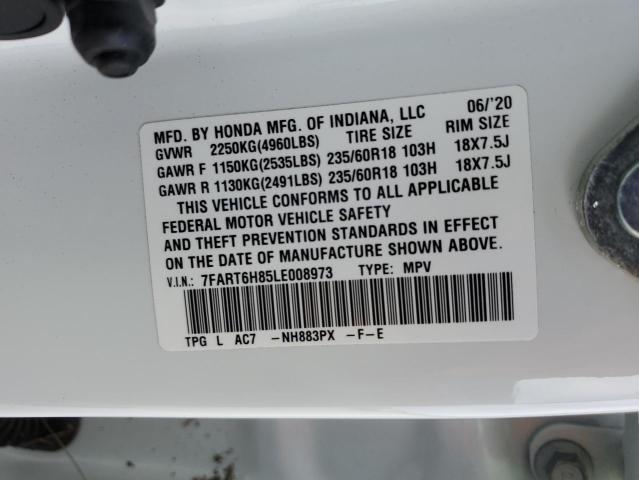 MFD. BY HONDA MFG. OF INDIANA, LLC 06/'20
GVWR 2250KG(4960LBS) TIRE SIZE RIM SIZE
GAWR F 1150KG(2535LBS) 235/60R18 103H 18X7.5J
GAWR R 1130KG(2491LBS) 235/60R18 103H 18X7.5J
THIS VEHICLE CONFORMS TO ALL APPLICABLE
FEDERAL MOTOR VEHICLE SAFETY
AND THEFT PREVENTION STANDARDS IN EFFECT
ON THE DATE OF MANUFACTURE SHOWN ABOVE.
V.I.N.: 7FART6H85LE008973 TYPE: MPV
TPG L AC7 -NH883PX -F-E